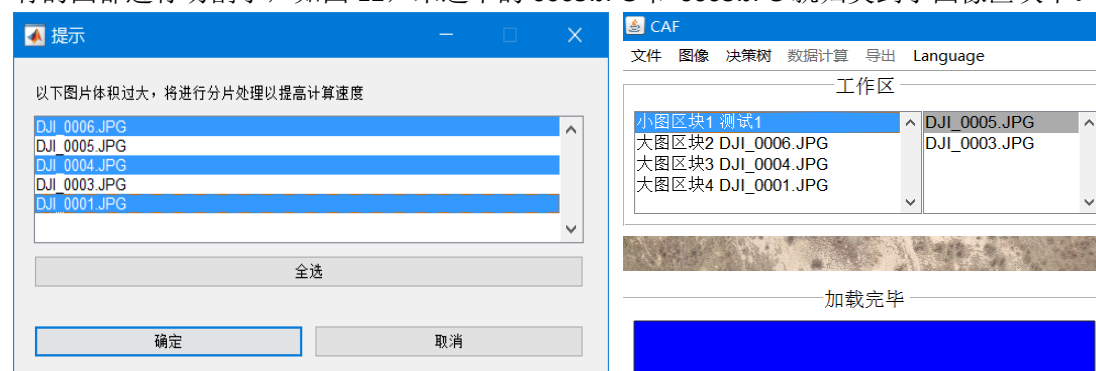 提示
以下图片体积过大，将进行分片处理以提高计算速度
DJI_0006.JPG
DJI_0005.JPG
DJI_0004.JPG
DJI_0003.JPG
DJI_0001.JPG
全选
确定
取消
CAF
文件 图像 决策树 数据计算 导出 Language
工作区
小图区块1 测试1
大图区块2 DJI_0006.JPG
大图区块3 DJI_0004.JPG
大图区块4 DJI_0001.JPG
DJI_0005.JPG
DJI_0003.JPG
加载完毕